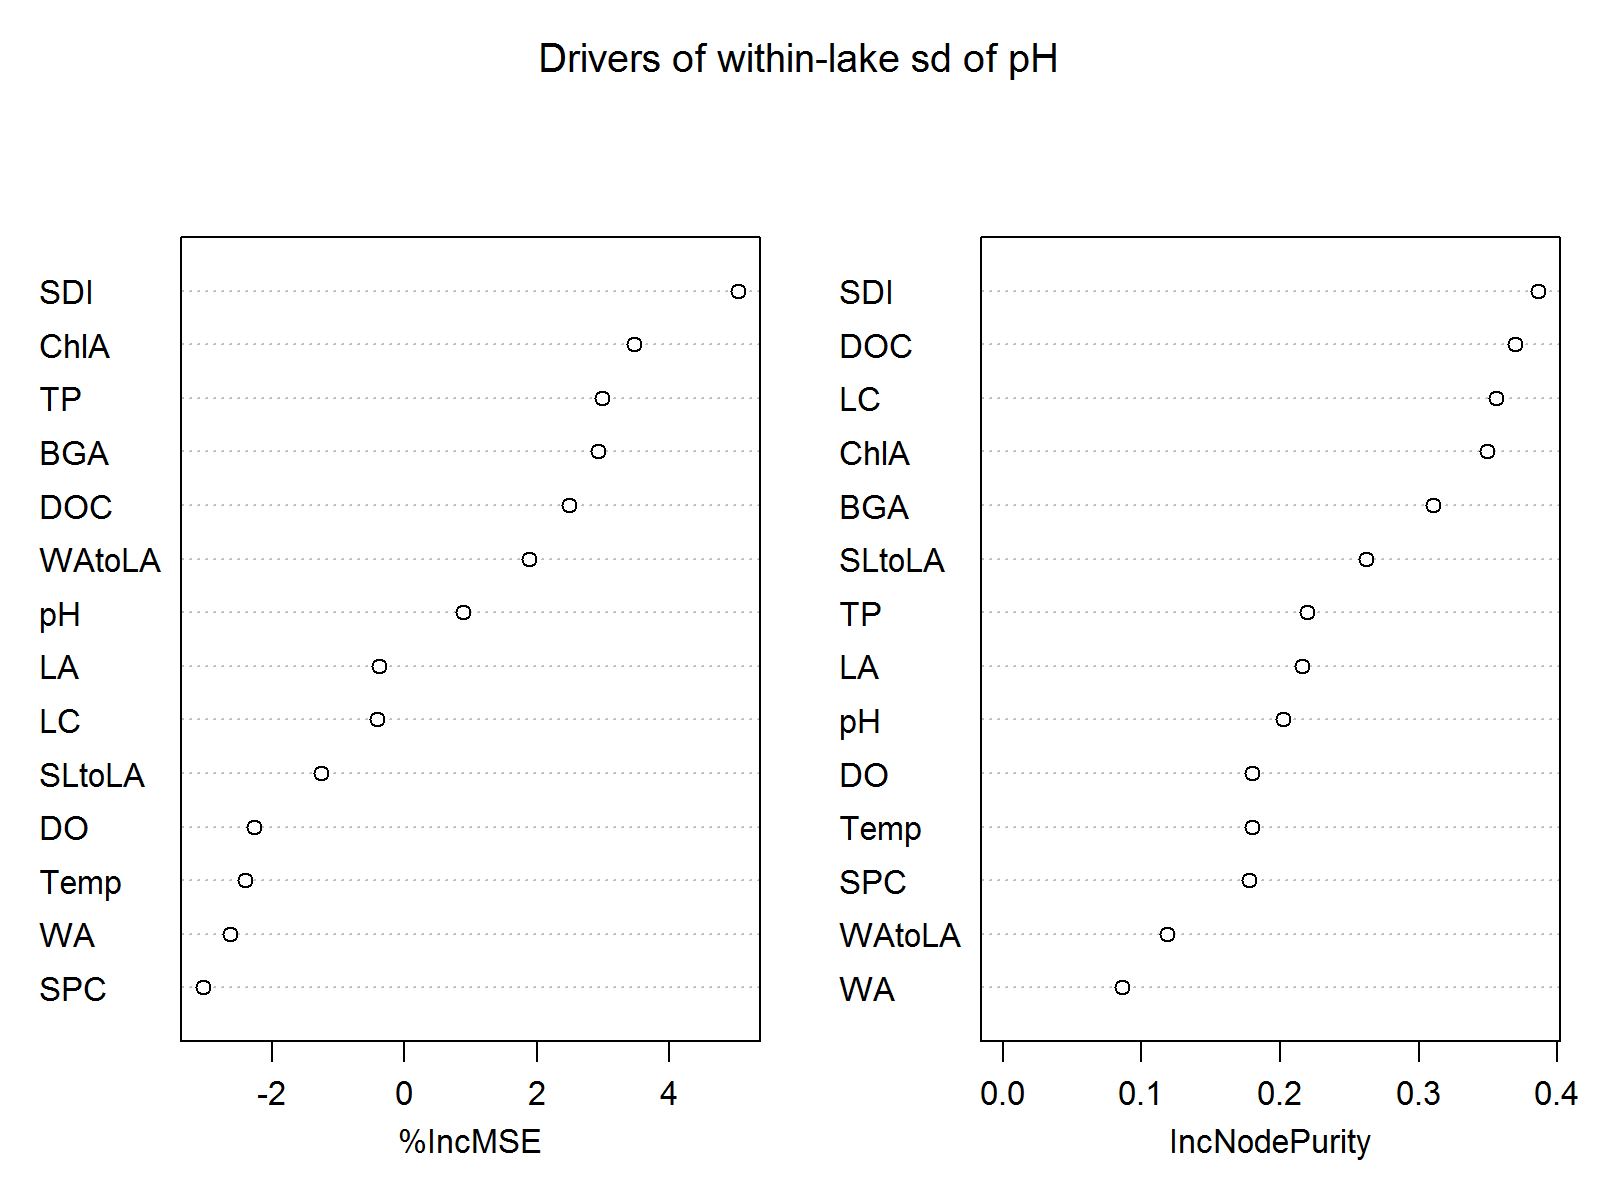 Drivers of within-lake sd of pH
SDI
ChlA
TP
BGA
DOC
WAtoLA
pH
LA
LC
SLtoLA
DO
Temp
WA
SPC
-2 0 2 4
%IncMSE
SDI
DOC
LC
ChlA
BGA
SLtoLA
TP
LA
pH
DO
Temp
SPC
WAtoLA
WA
0.0 0.1 0.2 0.3 0.4
IncNodePurity